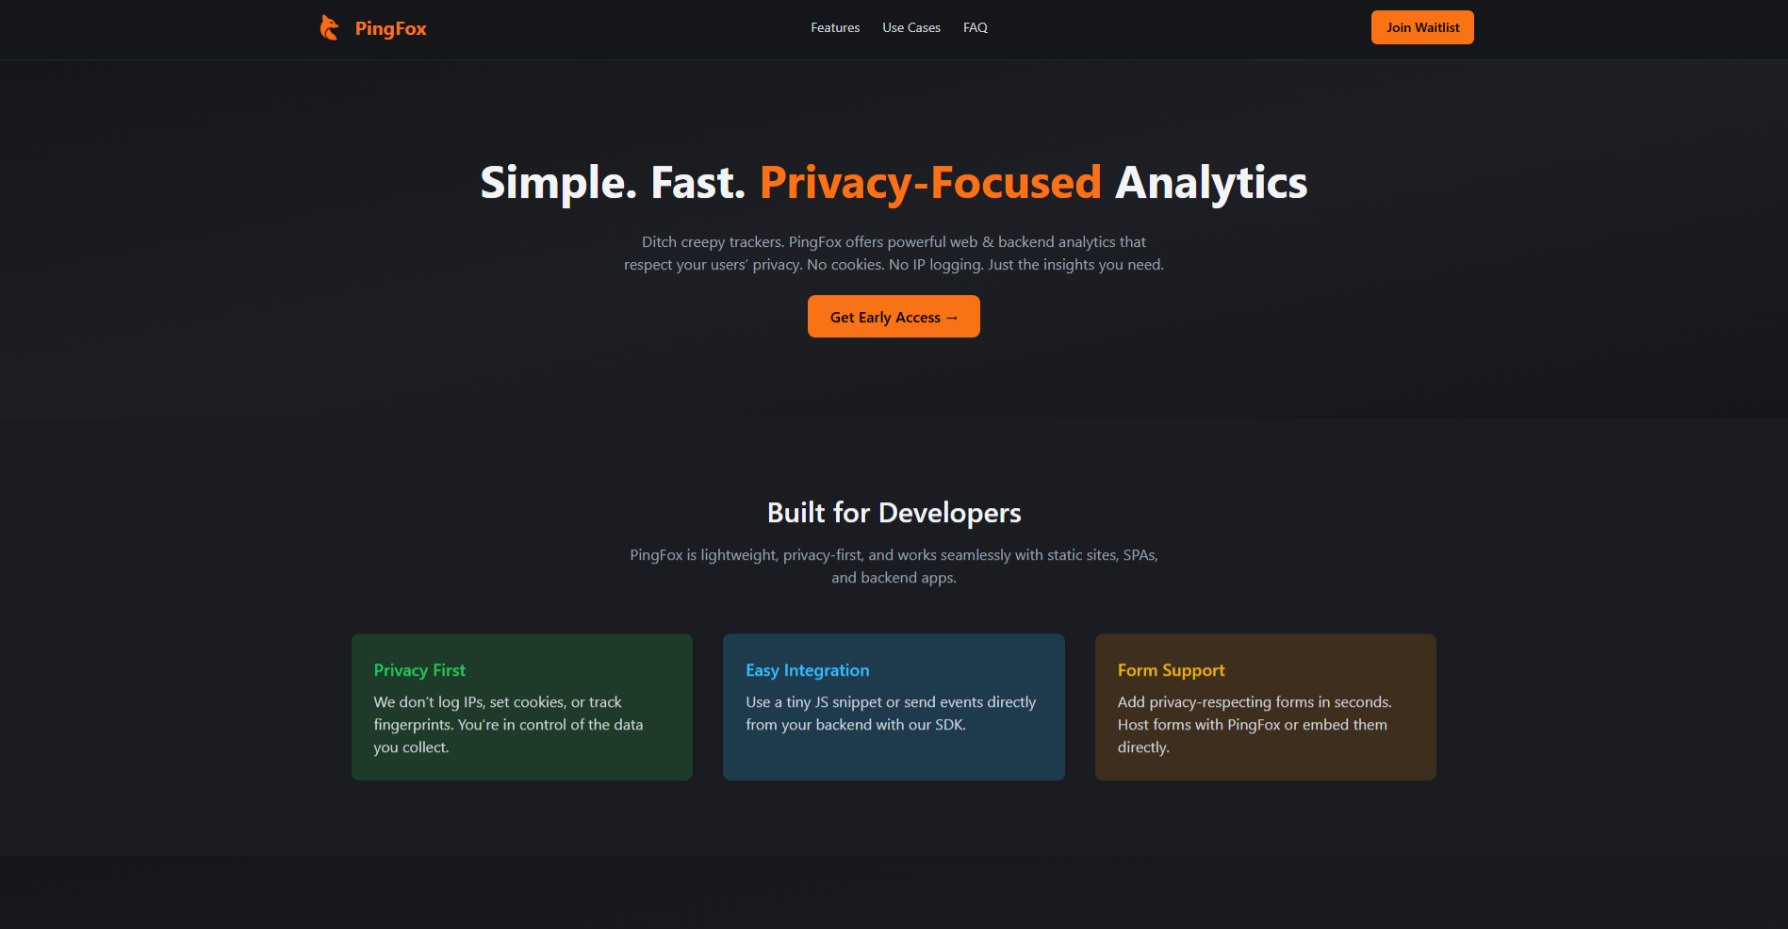 PingFox
Features
Use Cases
FAQ
Join Waitlist
Simple. Fast. Privacy-Focused Analytics
Ditch creepy trackers. PingFox offers powerful web & backend analytics that
respect your users’ privacy. No cookies. No IP logging. Just the insights you need.
Get Early Access →
Built for Developers
PingFox is lightweight, privacy-first, and works seamlessly with static sites, SPAs,
and backend apps.
Privacy First
We don’t log IPs, set cookies, or track
fingerprints. You’re in control of the data
you collect.
Easy Integration
Use a tiny JS snippet or send events directly
from your backend with our SDK.
Form Support
Add privacy-respecting forms in seconds.
Host forms with PingFox or embed them
directly.